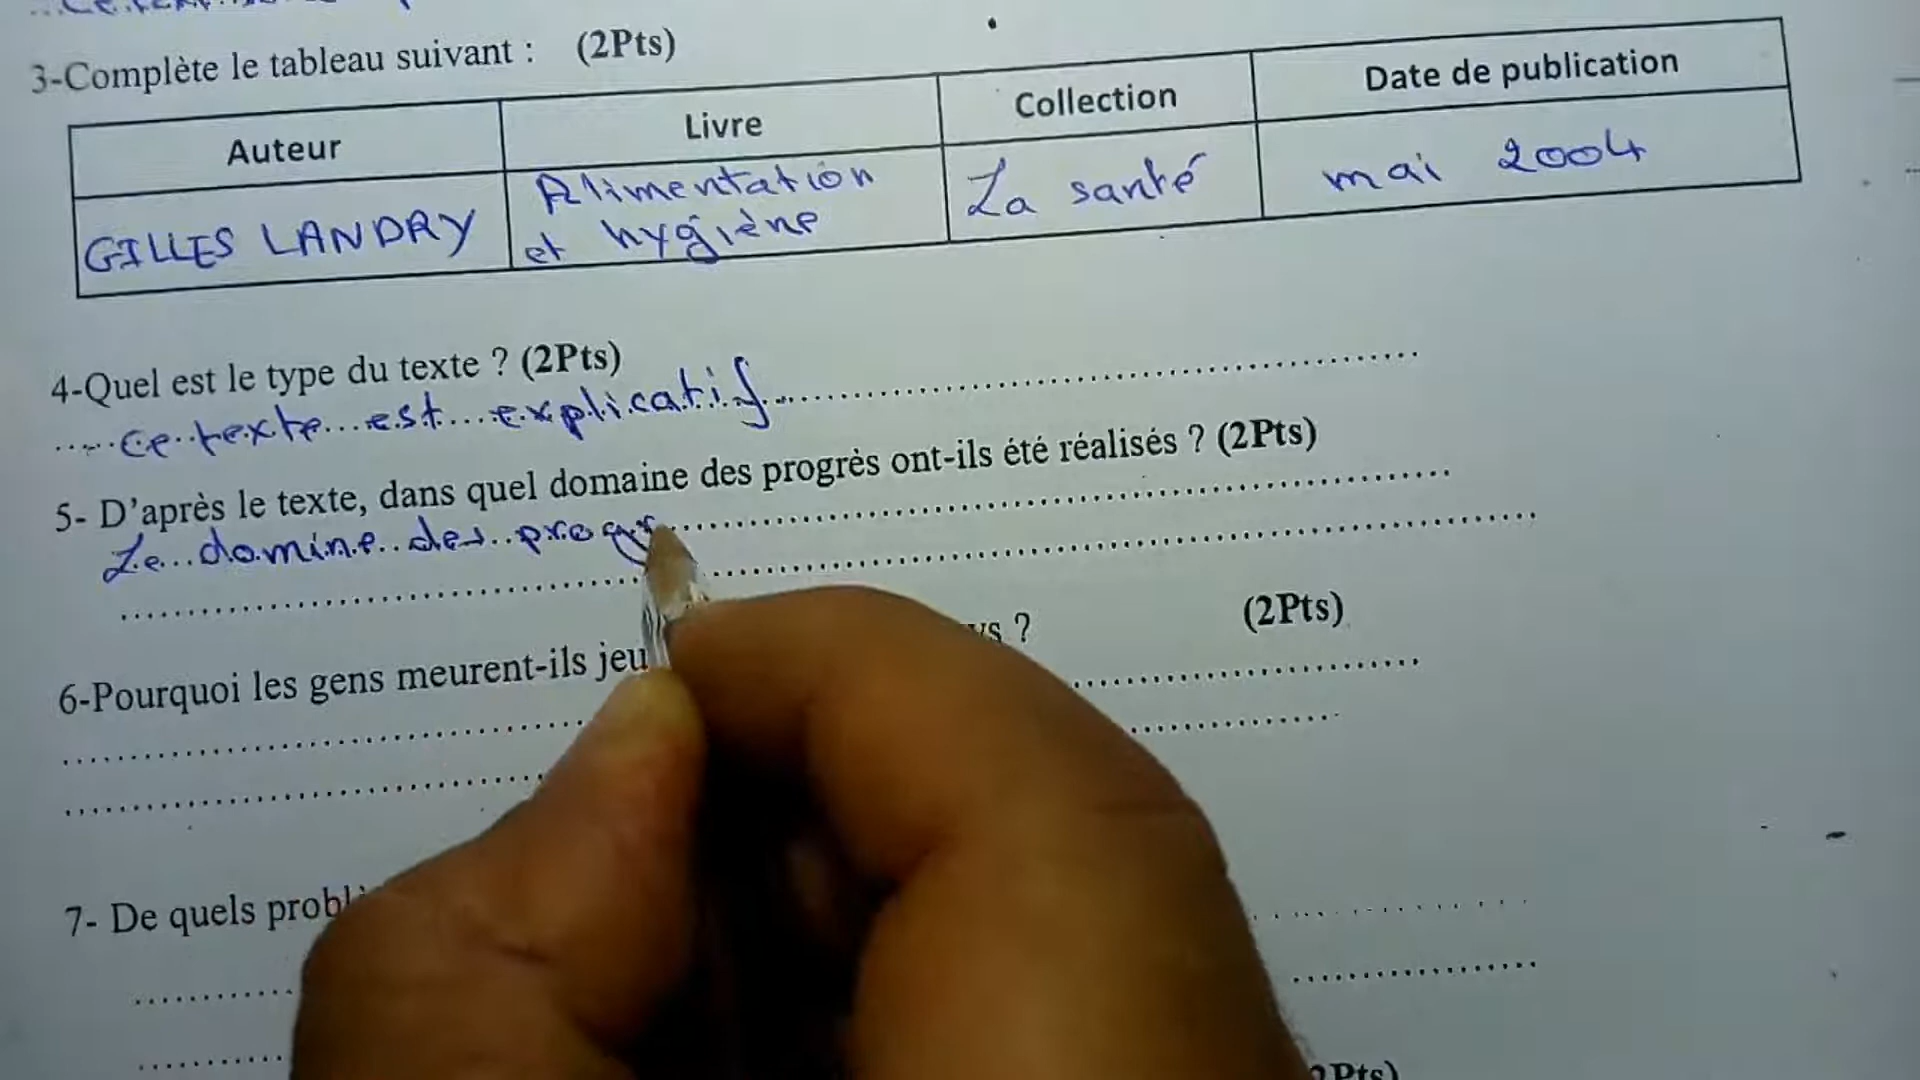 3-Complète le tableau suivant : (2Pts)
Auteur Livre Collection Date de publication
GILLES LANDRY Alimentation et hygiène La santé mai 2004
4-Quel est le type du texte ? (2Pts)
Ce texte est explicatif
5- D'après le texte, dans quel domaine des progrès ont-ils été réalisés ? (2Pts)
Le domine des progr
6-Pourquoi les gens meurent-ils jeu ? (2Pts)
7- De quels probl